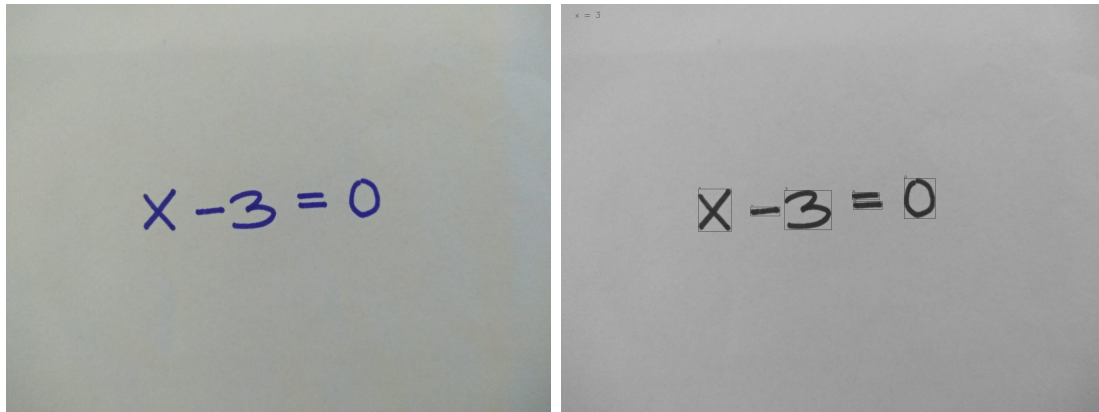 x - 3 = 0
x = 3
x - 3 = 0